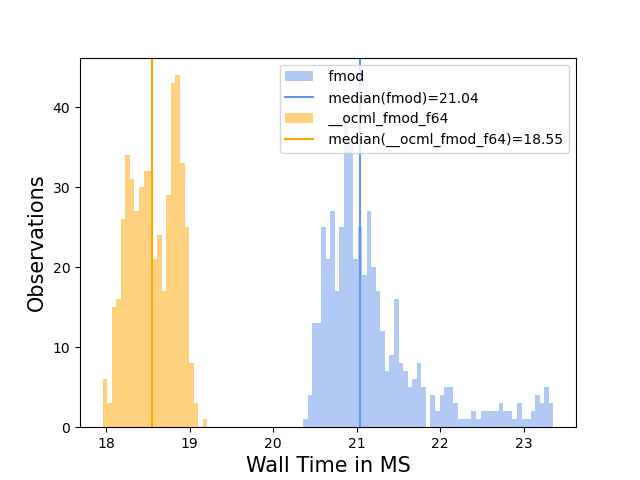 fmod
median(fmod)=21.04
__ocml_fmod_f64
median(__ocml_fmod_f64)=18.55
40
30
20
10
0
Observations
18 19 20 21 22 23
Wall Time in MS